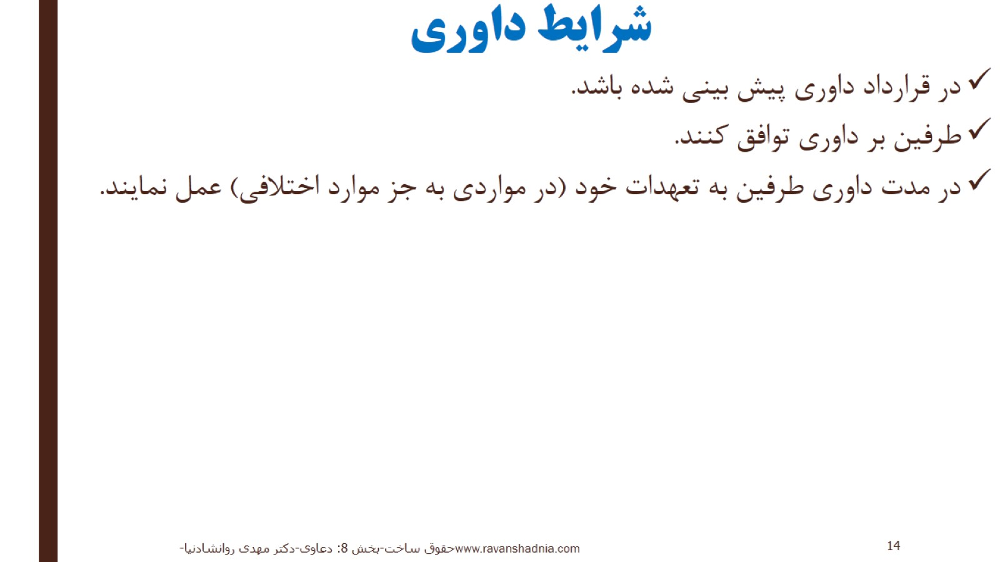 شرایط داوری
در قرارداد داوری پیش بینی شده باشد.
طرفین بر داوری توافق کنند.
در مدت داوری طرفین به تعهدات خود (در مواردی به جز موارد اختلافی) عمل نمایند.
www.ravanshadnia.comحقوق ساخت-بخش 8: دعاوی-دکتر مهدی روانشادنیا-
14